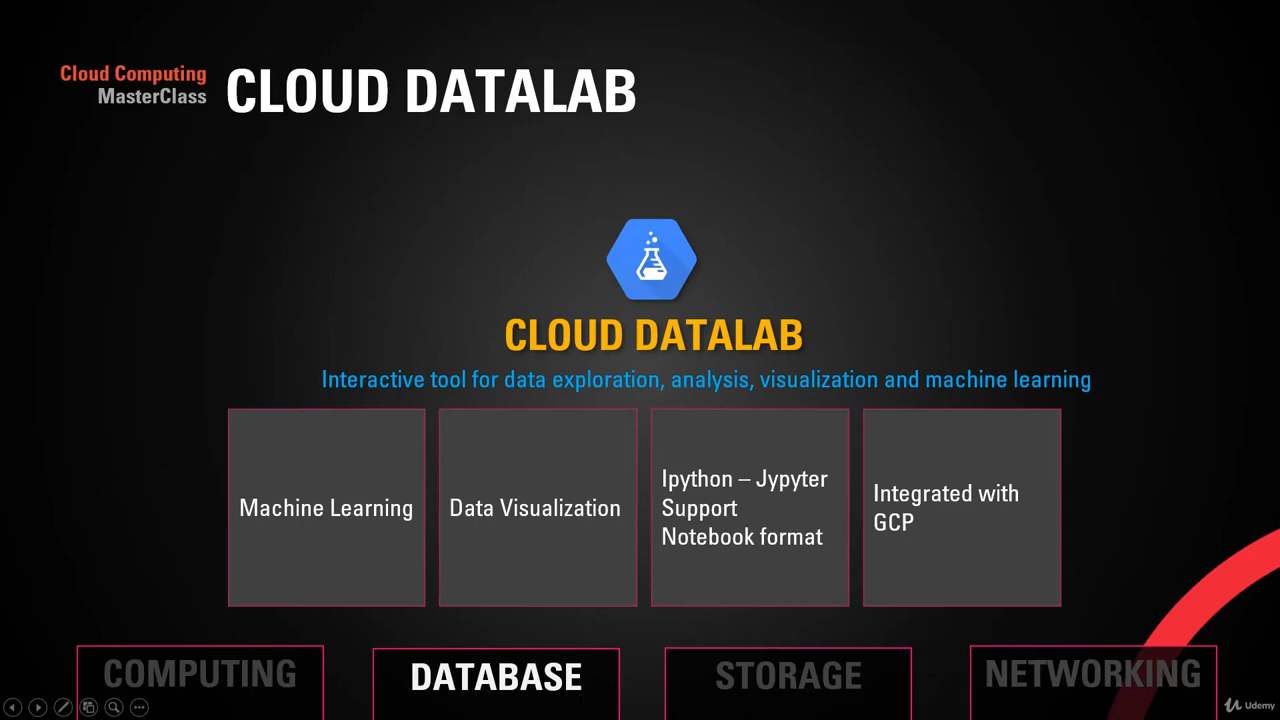 Cloud Computing
MasterClass
CLOUD DATALAB
CLOUD DATALAB
Interactive tool for data exploration, analysis, visualization and machine learning
Machine Learning
Data Visualization
Ipython – Jypyter
Support
Notebook format
Integrated with
GCP
COMPUTING
DATABASE
STORAGE
NETWORKING
Udemy